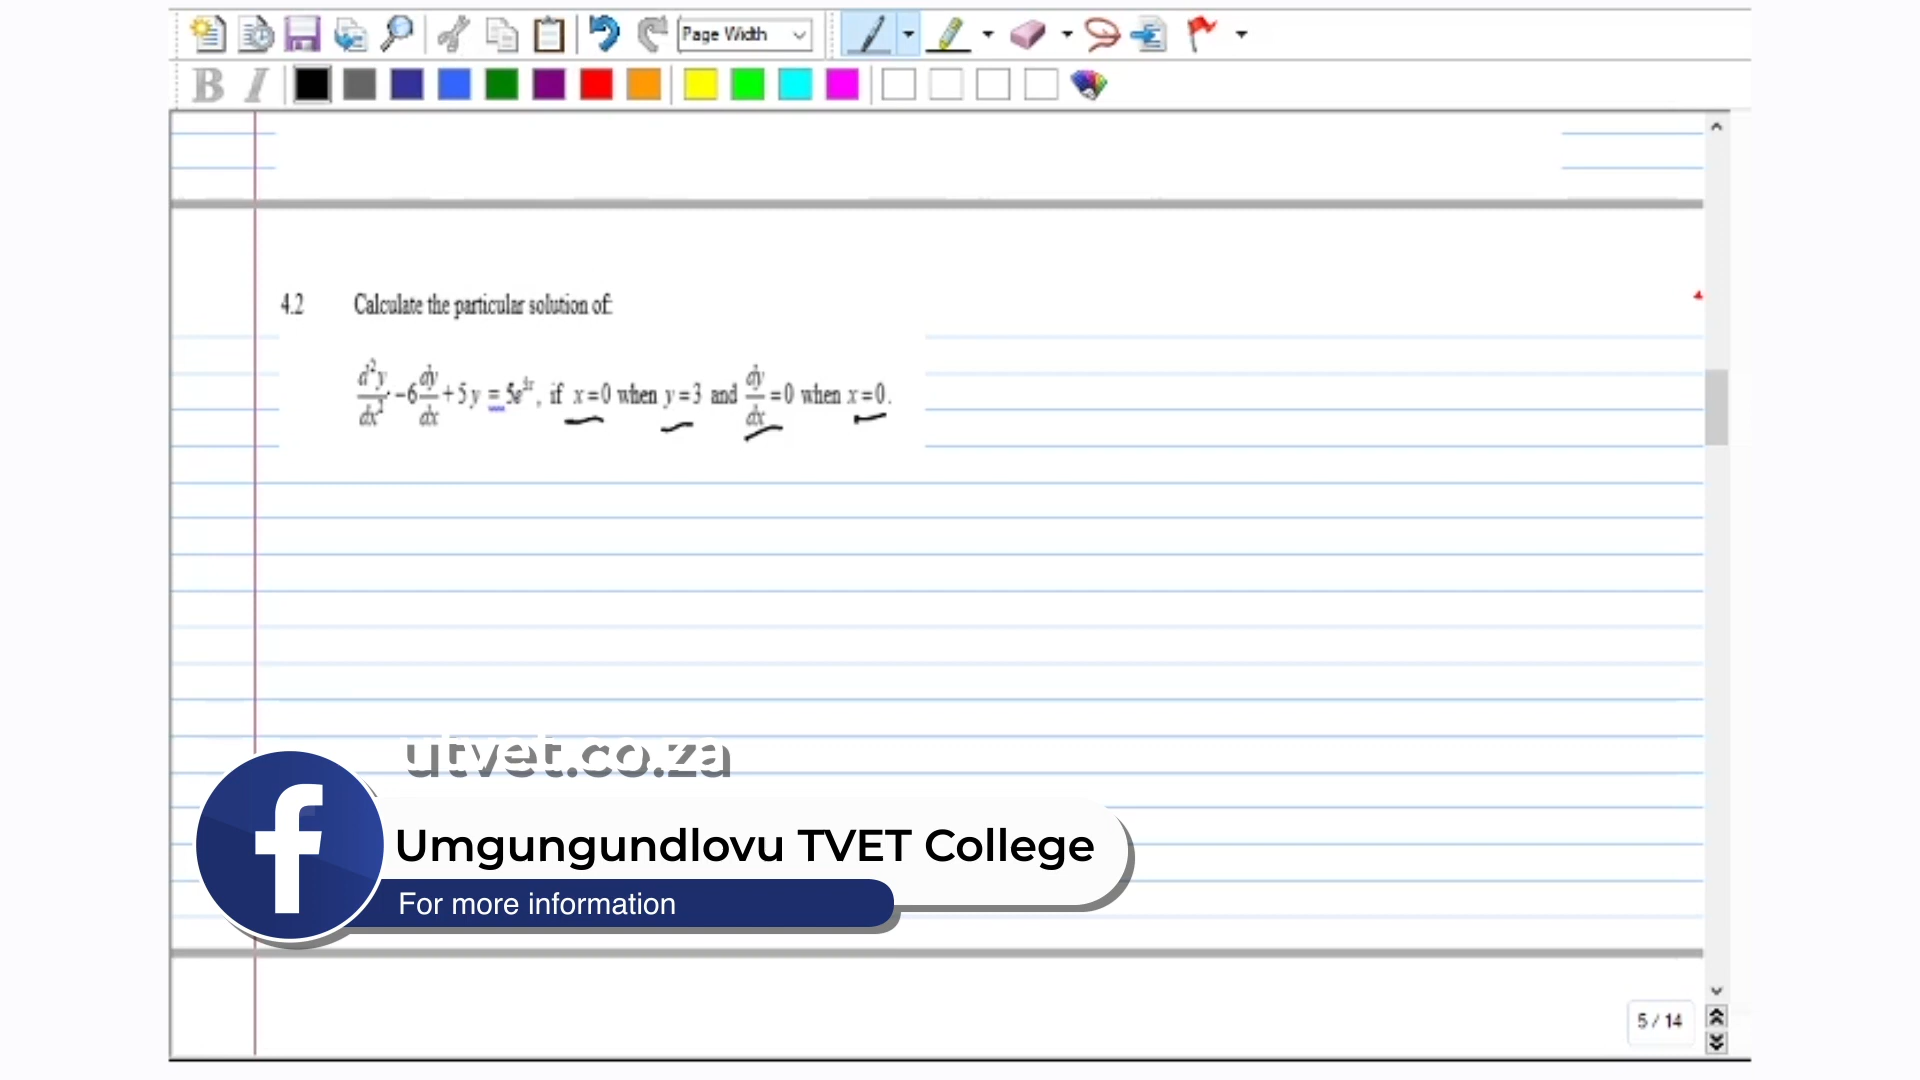 Page Width
B I
4.2 Calculate the particular solution of:
d²y/dx² −6 dy/dx +5y = 5e , if x=0 when y=3 and dy/dx =0 when x=0.
utvet.co.za
Umgungundlovu TVET College
For more information
5 / 14